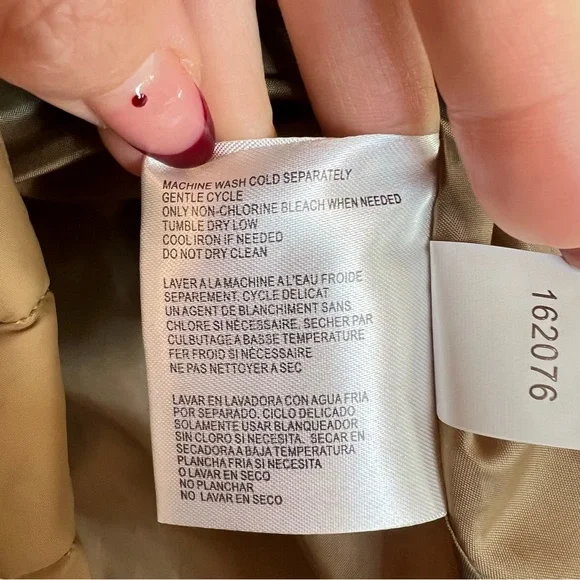 MACHINE WASH COLD SEPARATELY
GENTLE CYCLE
ONLY NON-CHLORINE BLEACH WHEN NEEDED
TUMBLE DRY LOW
COOL IRON IF NEEDED
DO NOT DRY CLEAN
LAVER A LA MACHINE A L'EAU FROIDE
SEPAREMENT. CYCLE DELICAT
UN AGENT DE BLANCHIMENT SANS
CHLORE SI NÉCESSAIRE, SECHER PAR
CULBUTAGE A BASSE TEMPERATURE
FER FROID SI NÉCESSAIRE
NE PAS NETTOYER A SEC
LAVAR EN LAVADORA CON AGUA FRIA
POR SEPARADO. CICLO DELICADO
SOLAMENTE USAR BLANQUEADOR
SIN CLORO SI NECESITA. SECAR EN
SECADORA A BAJA TEMPERATURA
PLANCHA FRIA SI NECESITA
O LAVAR EN SECO
NO PLANCHAR
NO LAVAR EN SECO
162076